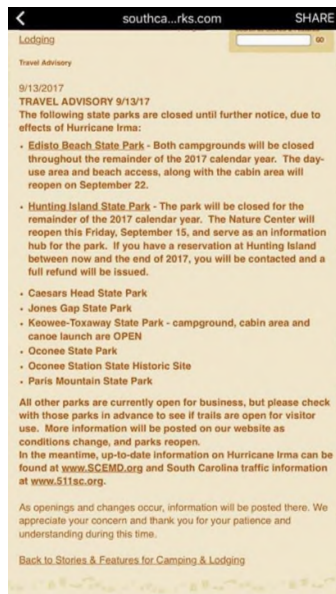 southca...rks.com SHARE
Lodging
GO
Travel Advisory
9/13/2017
TRAVEL ADVISORY 9/13/17
The following state parks are closed until further notice, due to
effects of Hurricane Irma:
• Edisto Beach State Park - Both campgrounds will be closed
throughout the remainder of the 2017 calendar year. The day-
use area and beach access, along with the cabin area will
reopen on September 22.
• Hunting Island State Park - The park will be closed for the
remainder of the 2017 calendar year. The Nature Center will
reopen this Friday, September 15, and serve as an information
hub for the park. If you have a reservation at Hunting Island
between now and the end of 2017, you will be contacted and a
full refund will be issued.
• Caesars Head State Park
• Jones Gap State Park
• Keowee-Toxaway State Park - campground, cabin area and
canoe launch are OPEN
• Oconee State Park
• Oconee Station State Historic Site
• Paris Mountain State Park
All other parks are currently open for business, but please check
with those parks in advance to see if trails are open for visitor
use. More information will be posted on our website as
conditions change, and parks reopen.
In the meantime, up-to-date information on Hurricane Irma can be
found at www.SCEMD.org and South Carolina traffic information
at www.511sc.org.
As openings and changes occur, information will be posted there. We
appreciate your concern and thank you for your patience and
understanding during this time.
Back to Stories & Features for Camping & Lodging